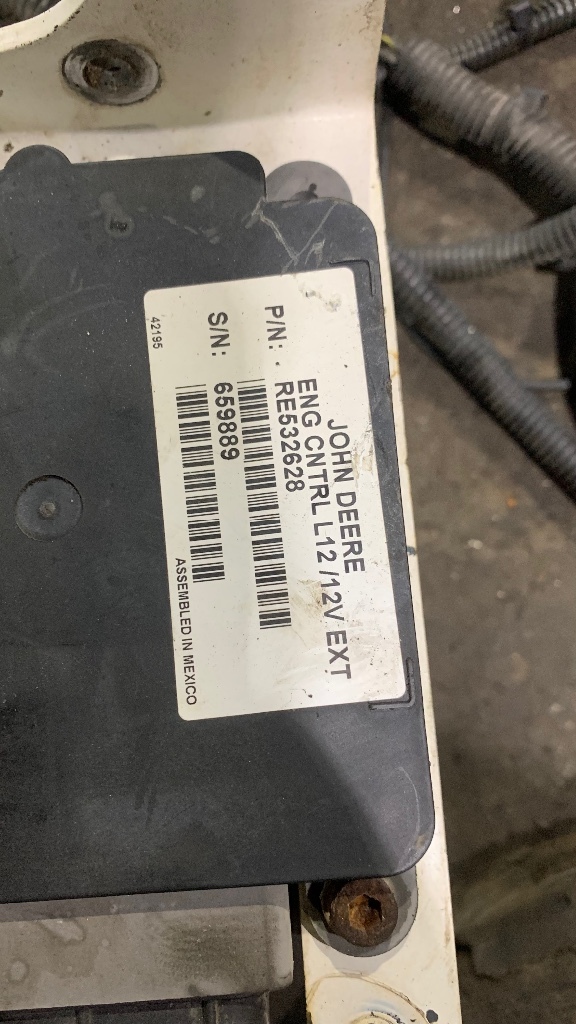 JOHN DEERE
ENG CNTRL L12 /12V EXT
P/N: RE532628
S/N: 659889
42195 ASSEMBLED IN MEXICO